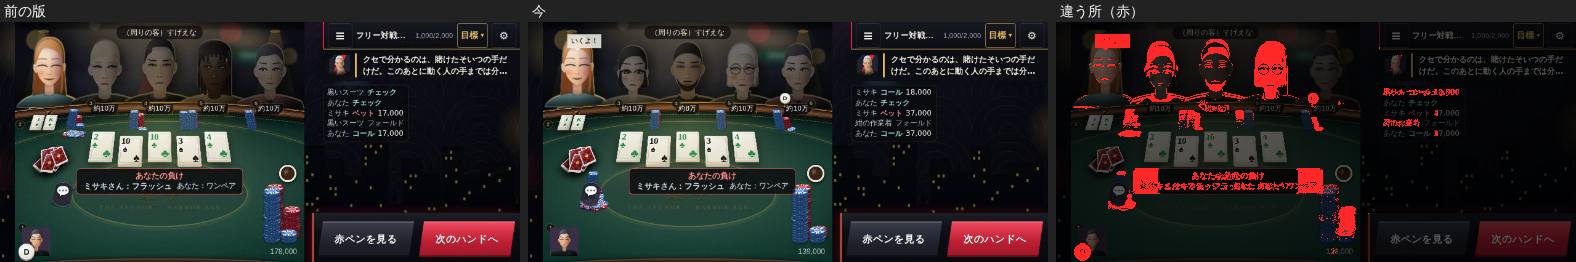 前の版
(周りの客) すげえな
約10万
約10万
約10万
約10万
2
10
10
3
4
あなたの負け
ミサキさん：フラッシュ あなた：ワンペア
D
178,000
フリー対戦…
1,000/2,000
目標
クセで分かるのは、賭けたそいつの手だ
けだ。このあとに動く人の手までは分…
黒いスーツ チェック
あなた チェック
ミサキ ベット 17,000
黒いスーツ フォールド
あなた コール 17,000
赤ペンを見る
次のハンドへ
今
いくよ！
(周りの客) すげえな
約10万
約8万
約10万
D
約10万
2
10
3
4
あなたの負け
ミサキさん：フラッシュ あなた：ワンペア
139,000
フリー対戦…
1,000/2,000
目標
クセで分かるのは、賭けたそいつの手だ
けだ。このあとに動く人の手までは分…
ミサキ コール 18,000
あなた チェック
ミサキ ベット 37,000
紺の作業着 フォールド
あなた コール 37,000
赤ペンを見る
次のハンドへ
違う所（赤）
(周りの客) すげえな
フリー対戦…
1,000/2,000
目標
クセで分かるのは、賭けたそいつの手だ
けだ。このあとに動く人の手までは分…
あなた チェック
赤ペンを見る
次のハンドへ